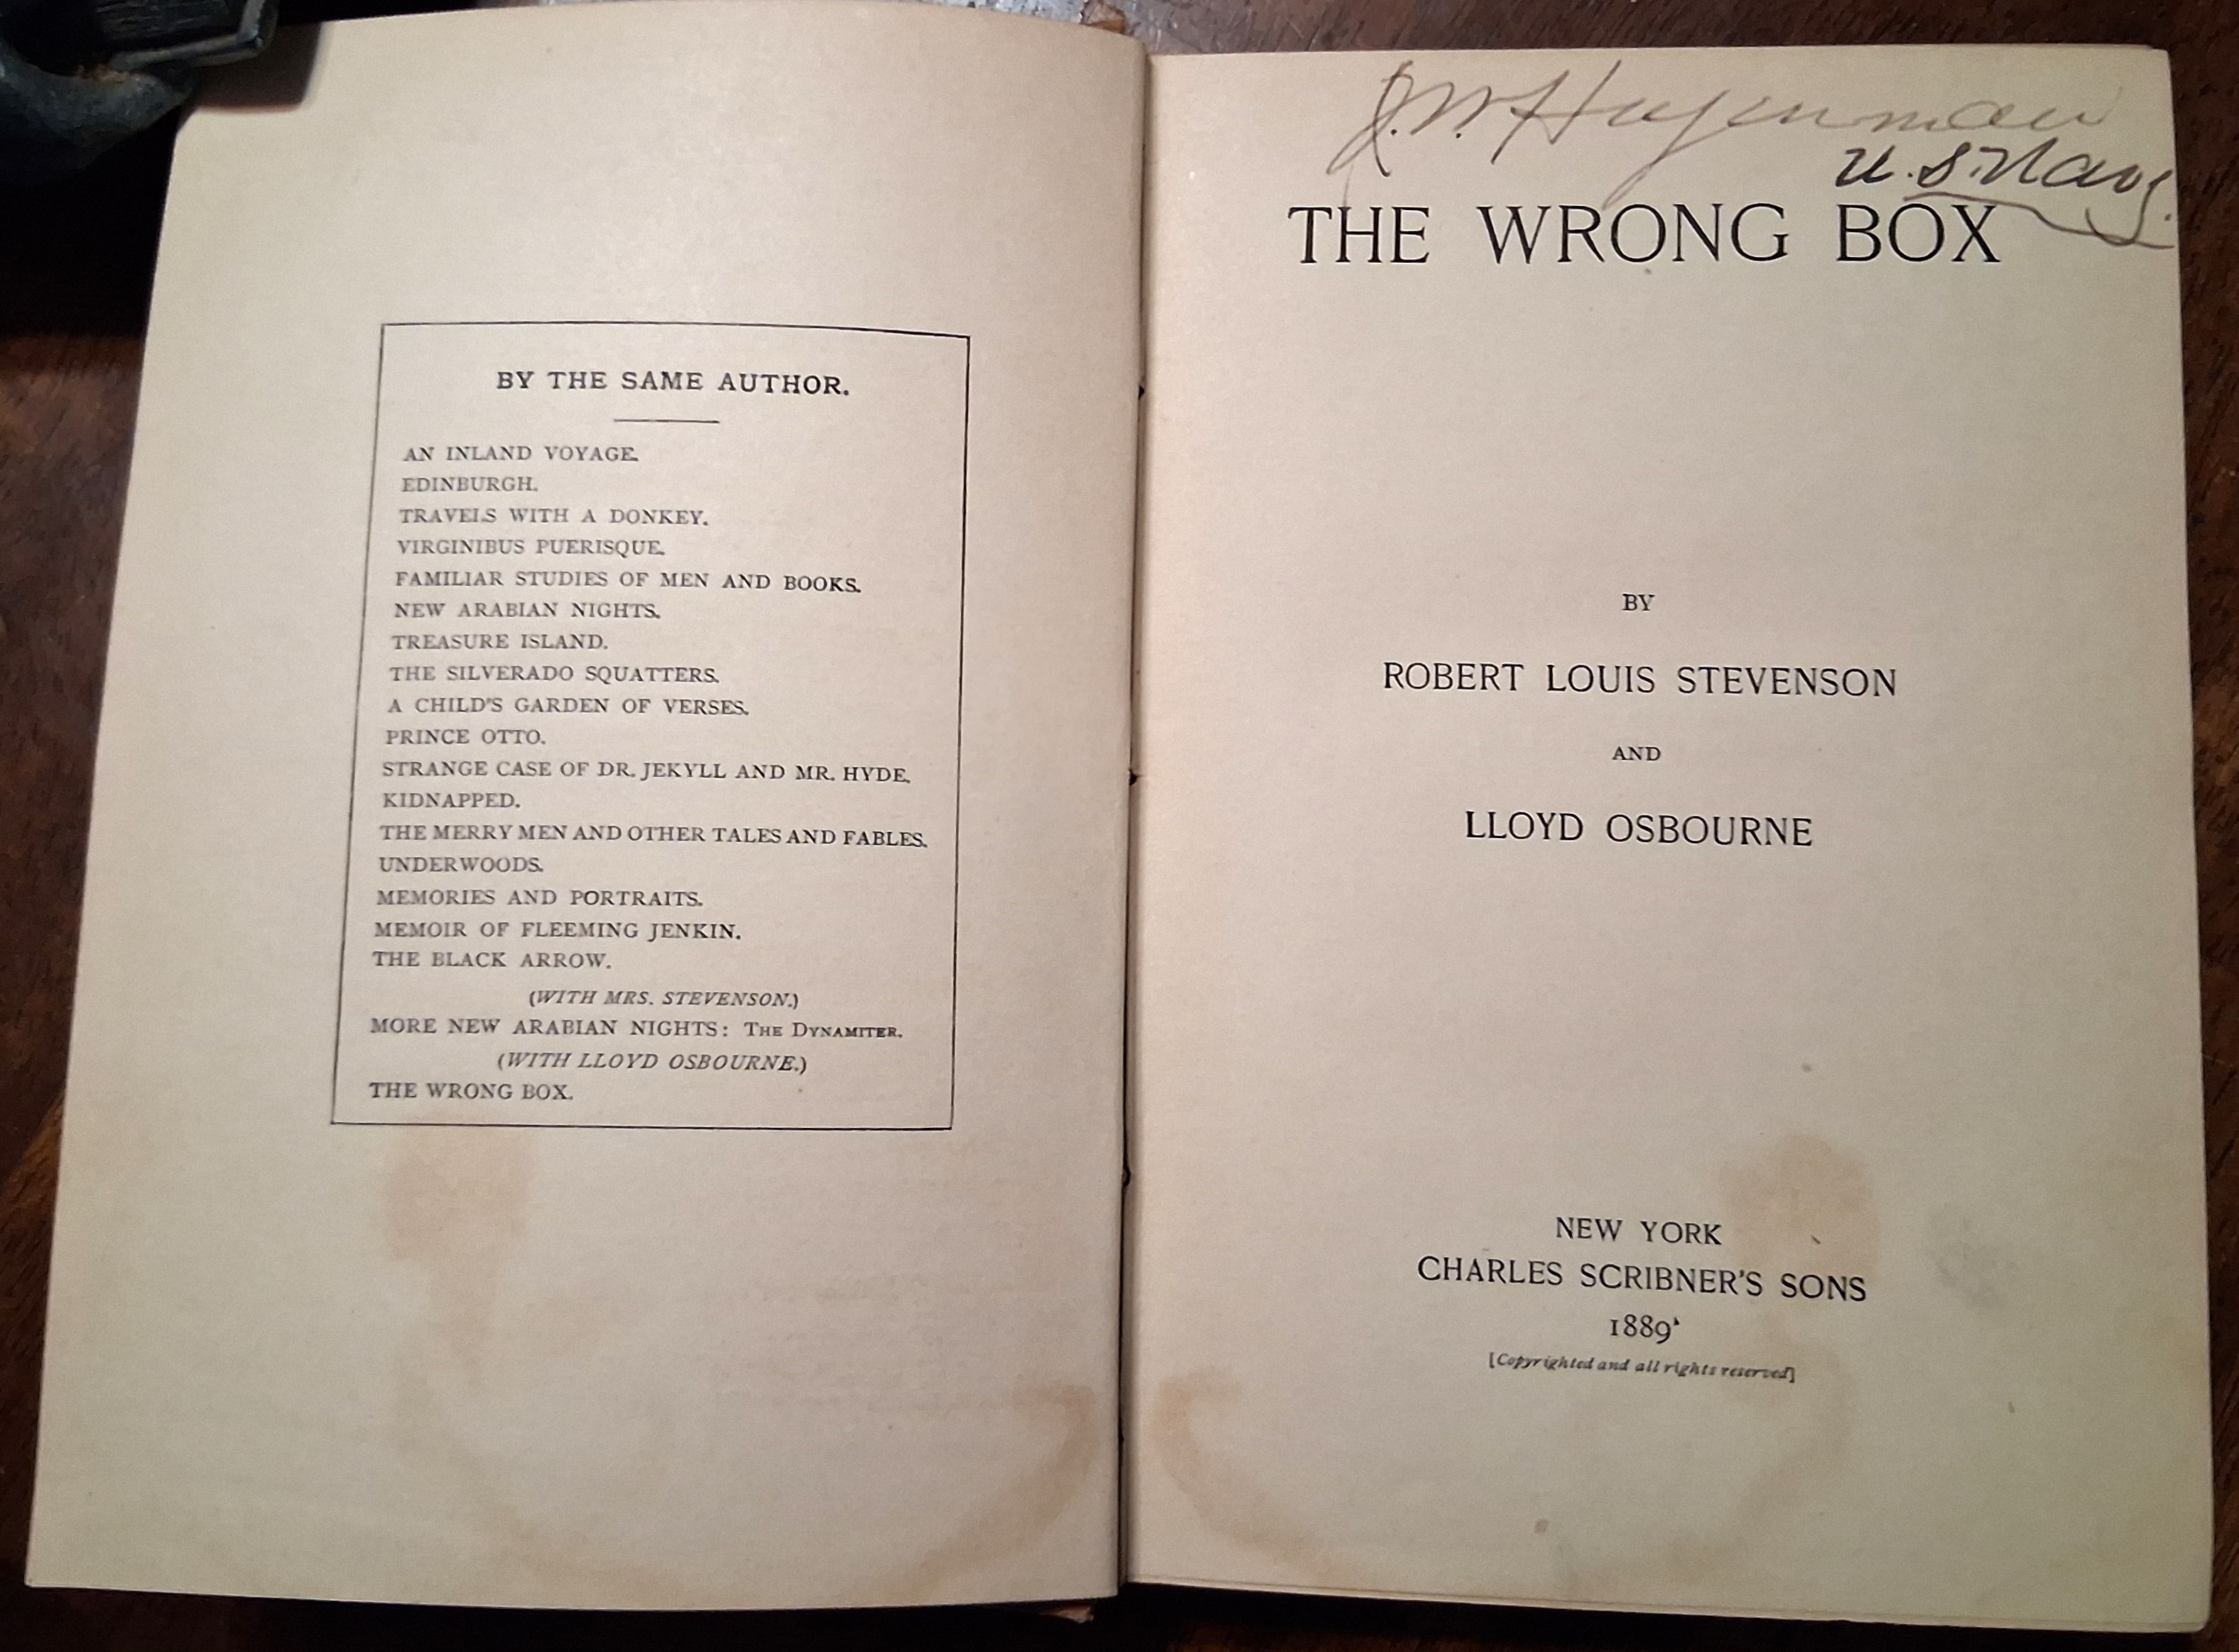 BY THE SAME AUTHOR.
AN INLAND VOYAGE.
EDINBURGH.
TRAVELS WITH A DONKEY.
VIRGINIBUS PUERISQUE.
FAMILIAR STUDIES OF MEN AND BOOKS.
NEW ARABIAN NIGHTS.
TREASURE ISLAND.
THE SILVERADO SQUATTERS.
A CHILD'S GARDEN OF VERSES.
PRINCE OTTO.
STRANGE CASE OF DR. JEKYLL AND MR. HYDE.
KIDNAPPED.
THE MERRY MEN AND OTHER TALES AND FABLES.
UNDERWOODS.
MEMORIES AND PORTRAITS.
MEMOIR OF FLEEMING JENKIN.
THE BLACK ARROW.
(WITH MRS. STEVENSON.)
MORE NEW ARABIAN NIGHTS: THE DYNAMITER.
(WITH LLOYD OSBOURNE.)
THE WRONG BOX.
U.S. Navy.
THE WRONG BOX
BY
ROBERT LOUIS STEVENSON
AND
LLOYD OSBOURNE
NEW YORK
CHARLES SCRIBNER'S SONS
1889
[Copyrighted and all rights reserved]